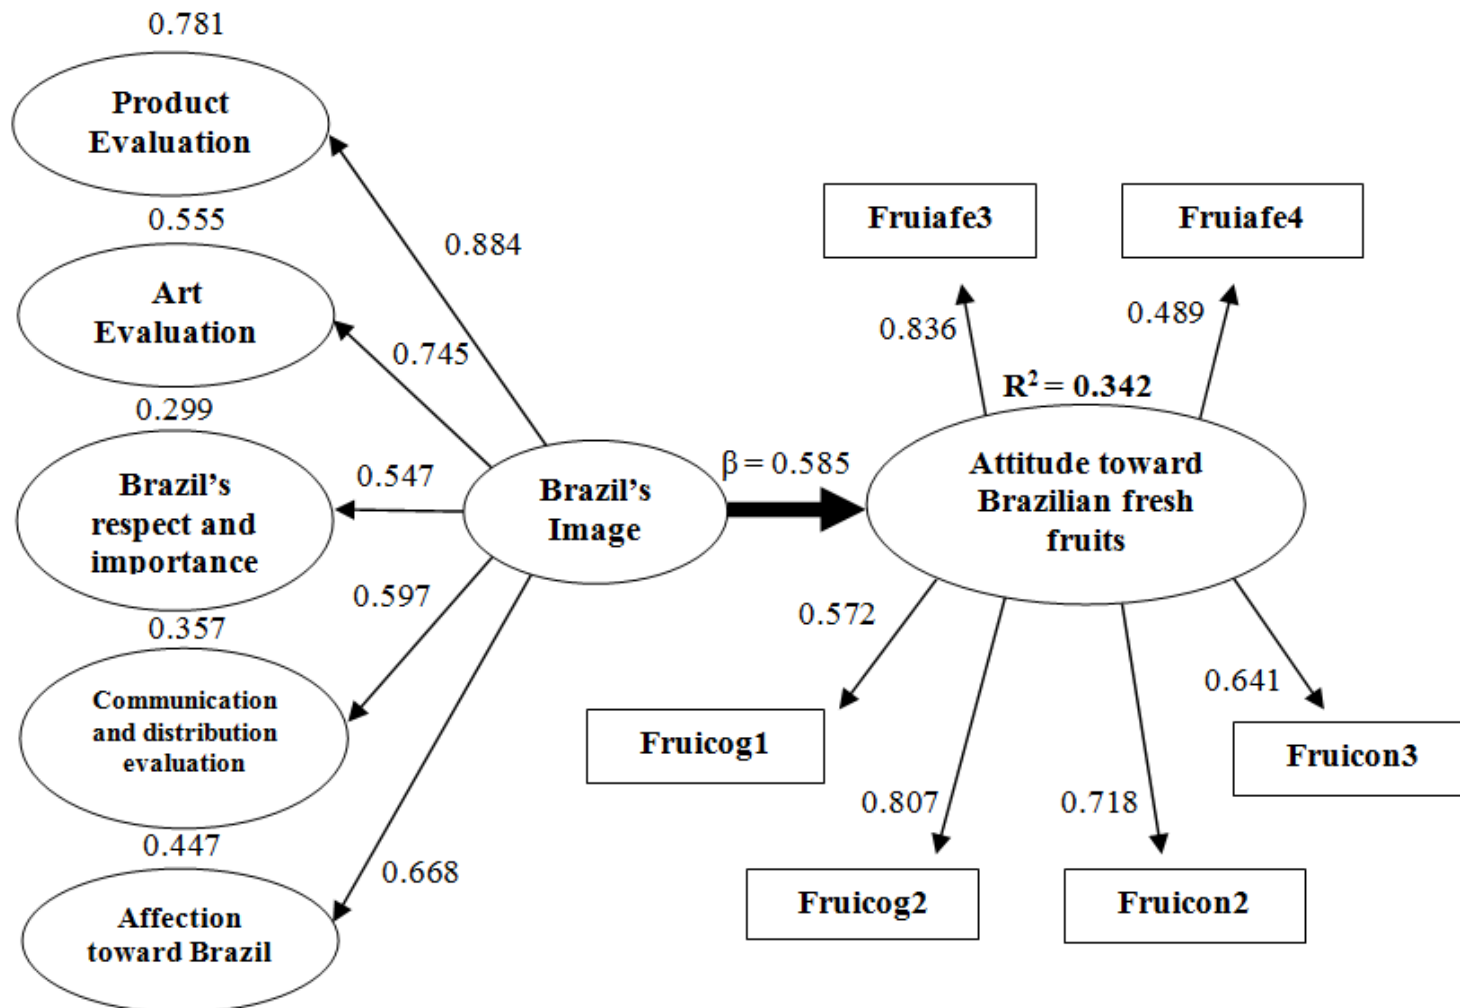 0.781
Product
Evaluation
0.884
0.555
Art
Evaluation
0.745
0.299
Brazil's
respect and
importance
0.547
0.597
0.357
Communication
and distribution
evaluation
0.447
Affection
toward Brazil
0.668
Brazil's
Image
β = 0.585
R² = 0.342
Attitude toward
Brazilian fresh
fruits
Fruiafe3
0.836
Fruiafe4
0.489
0.572
Fruicog1
0.807
Fruicog2
0.718
Fruicon2
0.641
Fruicon3